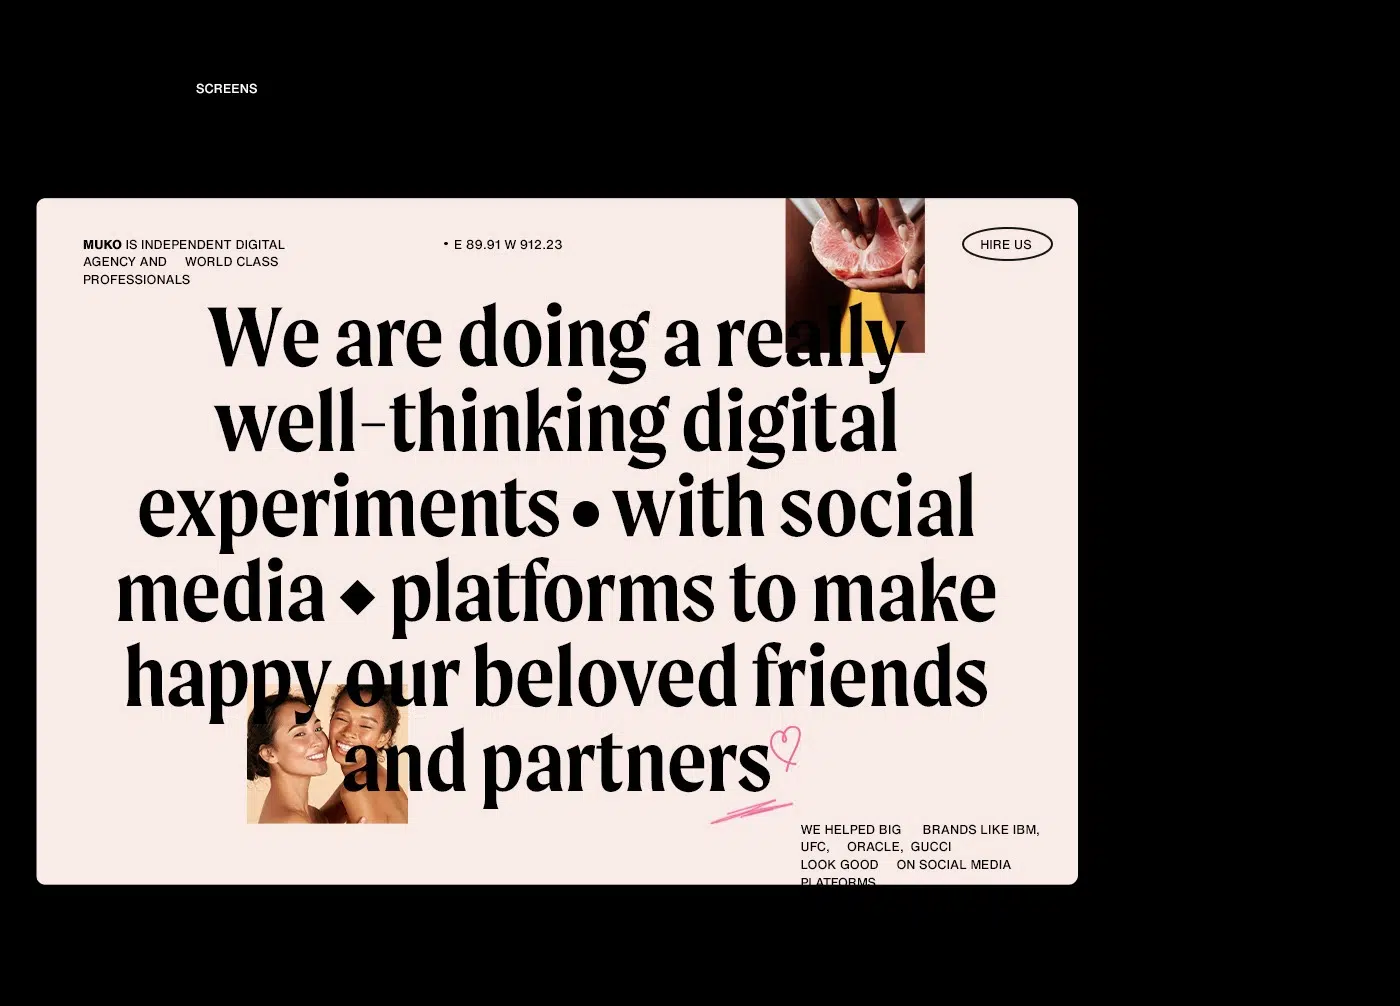 SCREENS
MUKO IS INDEPENDENT DIGITAL
AGENCY AND WORLD CLASS
PROFESSIONALS
• E 89.91 W 912.23
HIRE US
We are doing a really
well-thinking digital
experiments • with social
media ◆ platforms to make
happy our beloved friends
and partners
WE HELPED BIG BRANDS LIKE IBM,
UFC, ORACLE, GUCCI
LOOK GOOD ON SOCIAL MEDIA
PLATFORMS